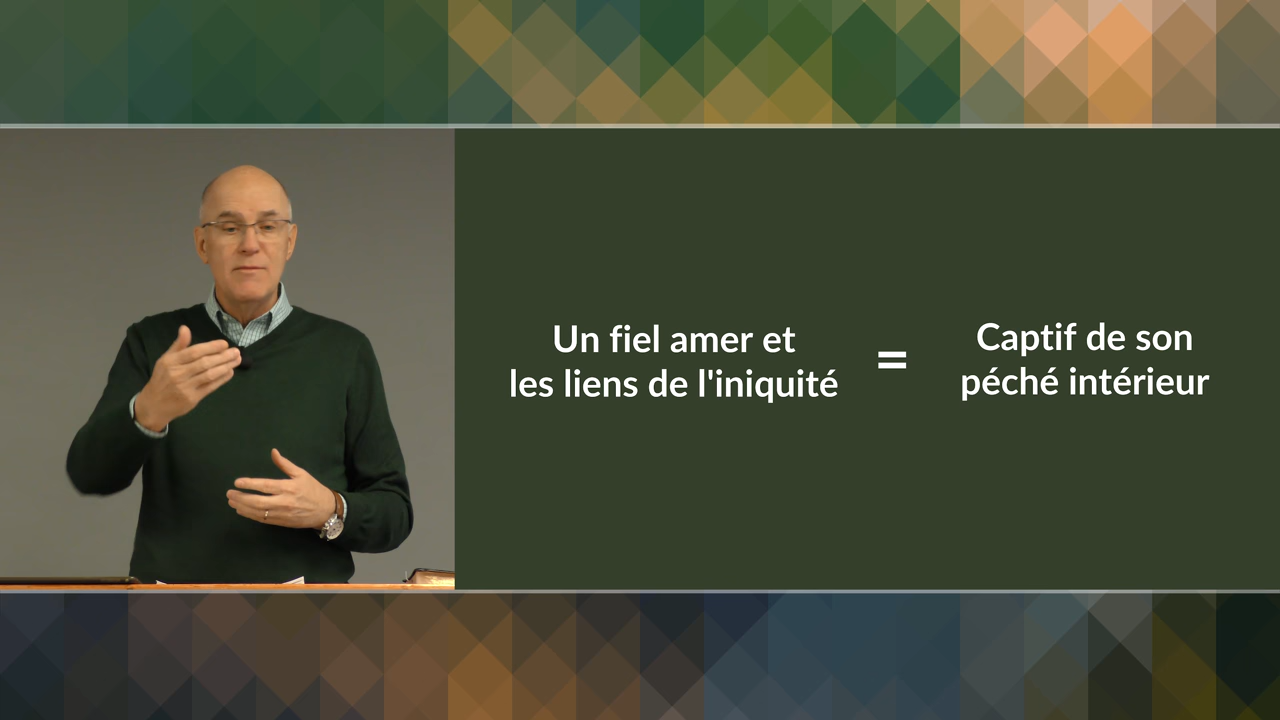 Un fiel amer et
les liens de l'iniquité
=
Captif de son
péché intérieur